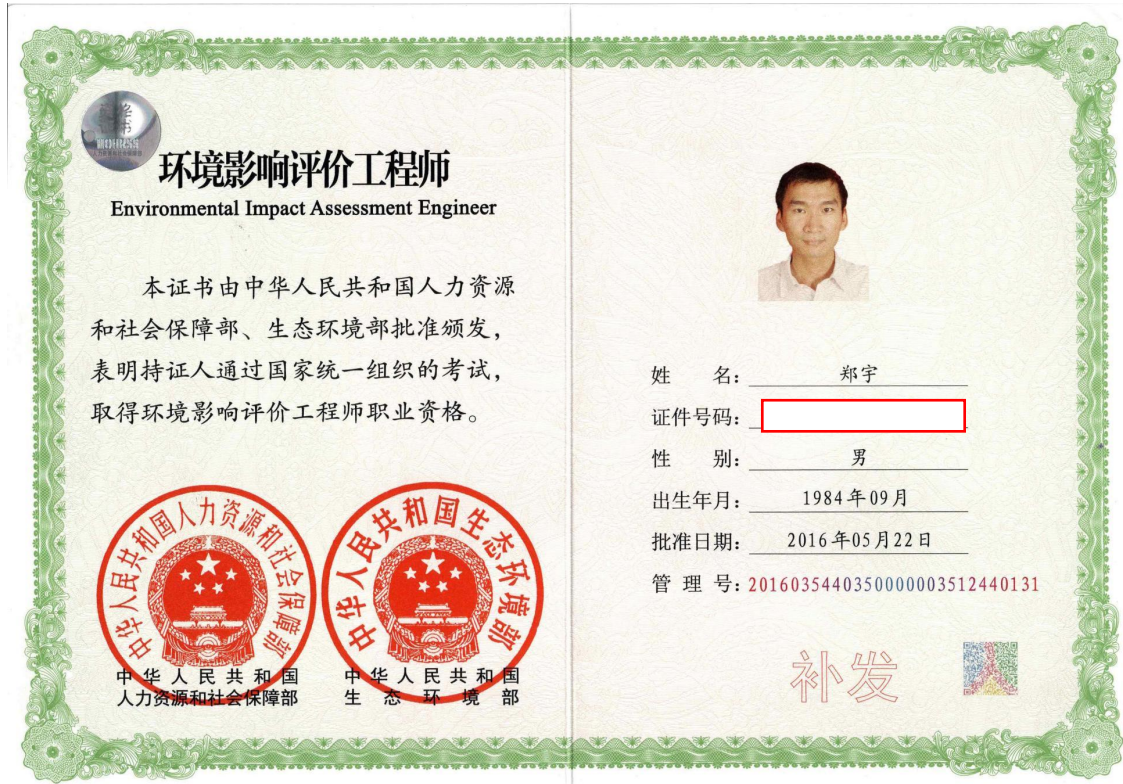 环境影响评价工程师
Environmental Impact Assessment Engineer
本证书由中华人民共和国人力资源
和社会保障部、生态环境部批准颁发，
表明持证人通过国家统一组织的考试，
取得环境影响评价工程师职业资格。
中华人民共和国人力资源和社会保障部
中华人民共和国生态环境部
中华人民共和国
人力资源和社会保障部
中华人民共和国
生态环境部
姓 名：郑宇
证件号码：
性 别：男
出生年月：1984年09月
批准日期：2016年05月22日
管 理 号：2016035440350000003512440131
补发